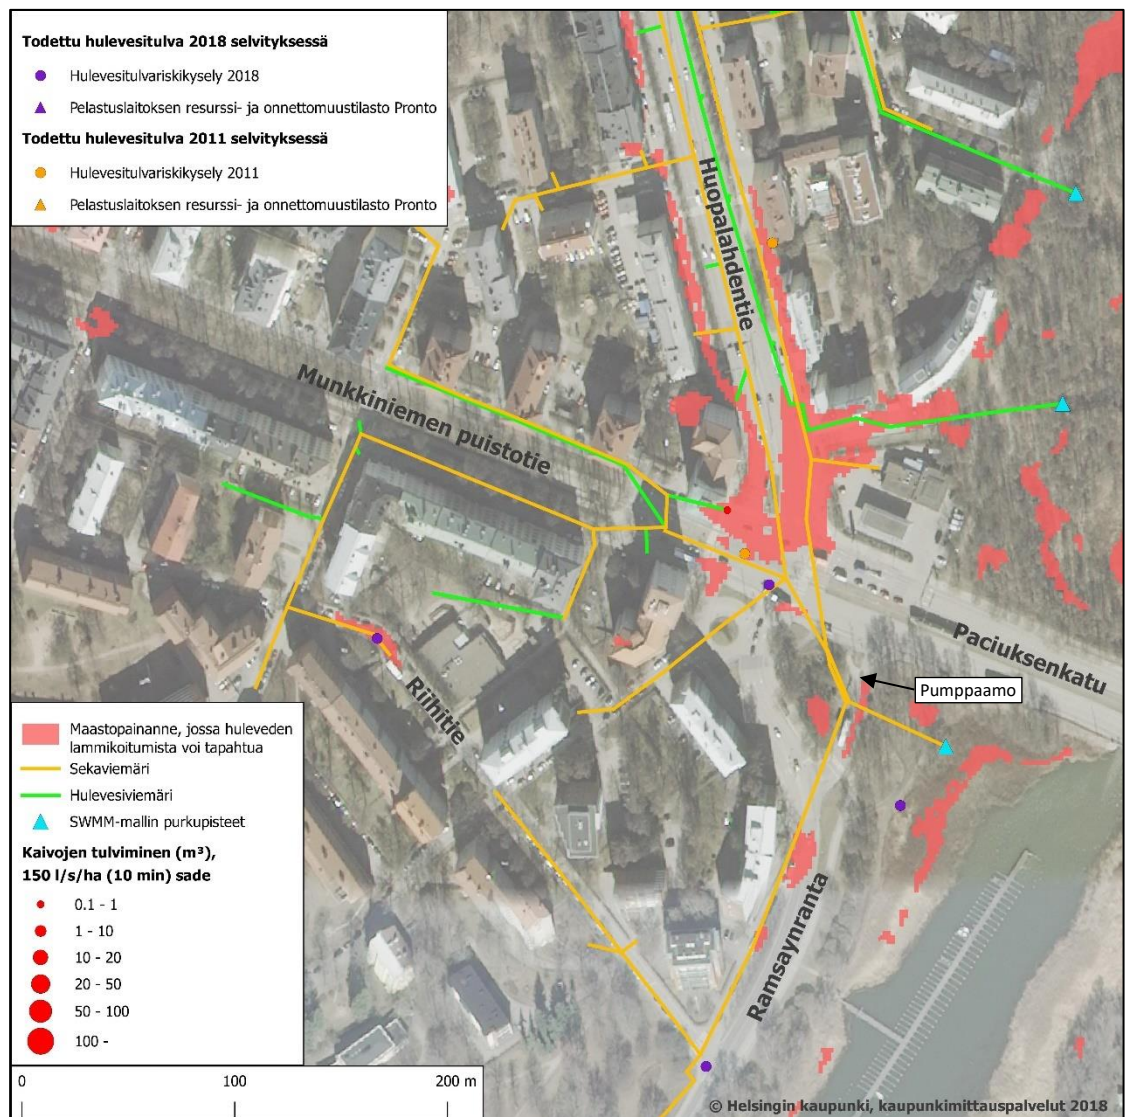 Todettu hulevesitulva 2018 selvityksessä
Hulevesitulvariskikysely 2018
Pelastuslaitoksen resurssi- ja onnettomuustilasto Pronto
Todettu hulevesitulva 2011 selvityksessä
Hulevesitulvariskikysely 2011
Pelastuslaitoksen resurssi- ja onnettomuustilasto Pronto
Huopalahdentie
Munkkiniemen puistotie
Paciuksenkatu
Pumppaamo
Riihitie
Ramsaynranta
Maastopainanne, jossa huleveden
lammikoitumista voi tapahtua
Sekaviemäri
Hulevesiviemäri
SWMM-mallin purkupisteet
Kaivojen tulviminen (m³),
150 l/s/ha (10 min) sade
0.1 - 1
1 - 10
10 - 20
20 - 50
50 - 100
100 -
0 100 200 m
© Helsingin kaupunki, kaupunkimittauspalvelut 2018